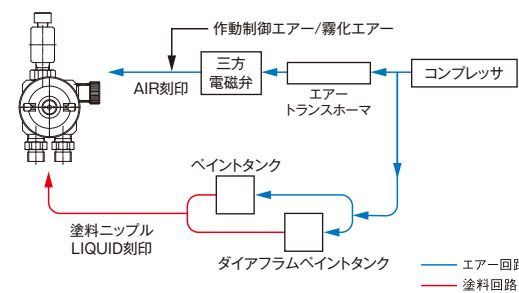 作動制御エアー/霧化エアー
三方
電磁弁
コンプレッサ
AIR刻印
エアー
トランスホーマ
ペイントタンク
塗料ニップル
LIQUID刻印
ダイアフラムペイントタンク
エアー回路
塗料回路